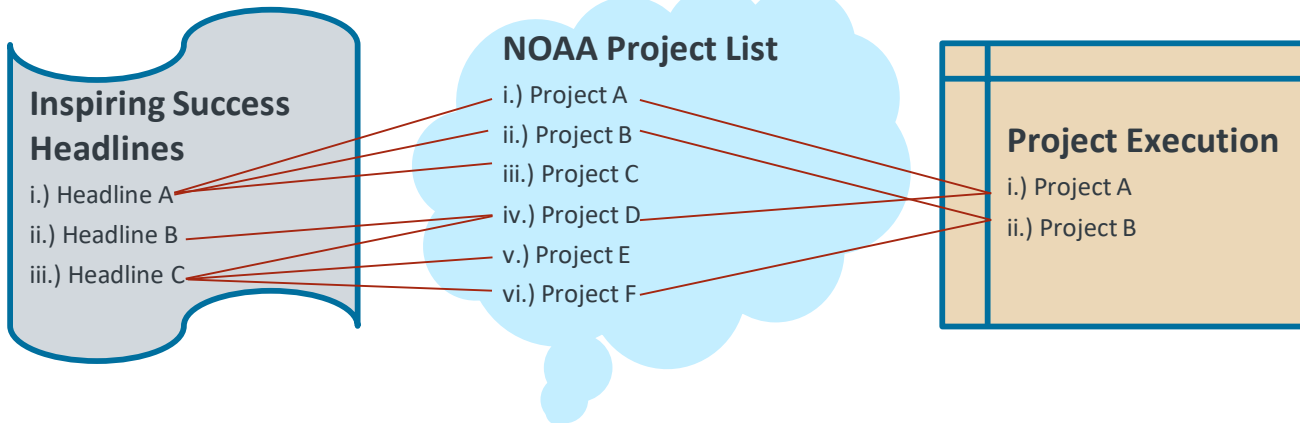 Inspiring Success
Headlines
i.) Headline A
ii.) Headline B
iii.) Headline C
NOAA Project List
i.) Project A
ii.) Project B
iii.) Project C
iv.) Project D
v.) Project E
vi.) Project F
Project Execution
i.) Project A
ii.) Project B